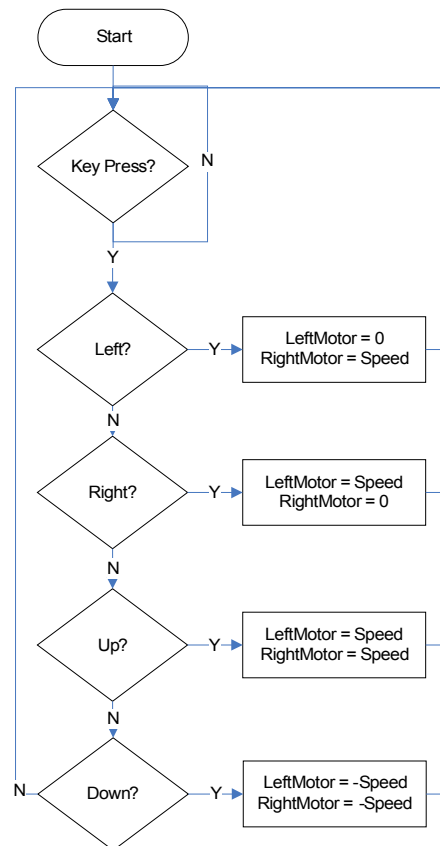 Start
Key Press?
N
Y
Left?
Y
LeftMotor = 0
RightMotor = Speed
N
Right?
Y
LeftMotor = Speed
RightMotor = 0
N
Up?
Y
LeftMotor = Speed
RightMotor = Speed
N
N
Down?
Y
LeftMotor = -Speed
RightMotor = -Speed